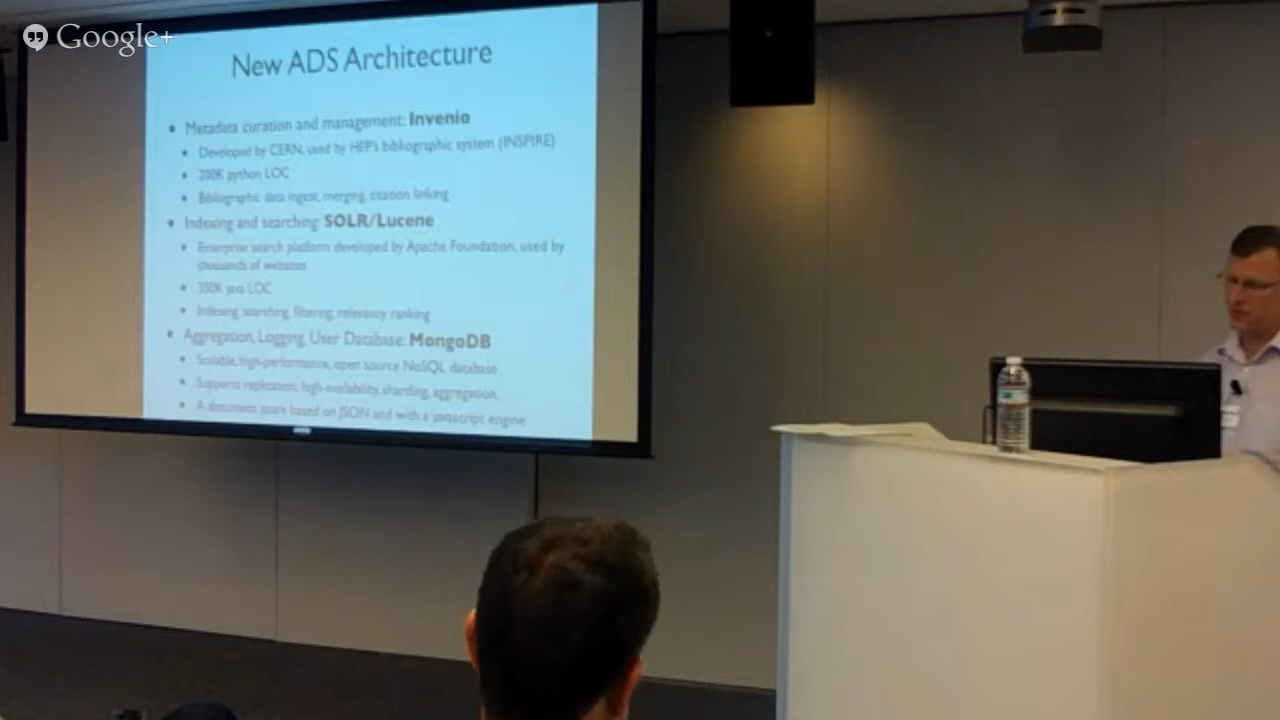 Google+
New ADS Architecture
• Metadata curation and management: Invenio
• Developed by CERN, used by HEP's bibliographic system (INSPIRE)
• 200K python LOC
• Bibliographic data ingest, merging, citation linking
• Indexing and searching: SOLR/Lucene
• Enterprise search platform developed by Apache Foundation, used by
thousands of websites
• 350K java LOC
• Indexing, searching, filtering, relevancy ranking
• Aggregation, Logging, User Database: MongoDB
• Scalable, high-performance, open source NoSQL database
• Supports replication, high-availability, sharding, aggregation,
• A document store based on JSON and with a javascript engine